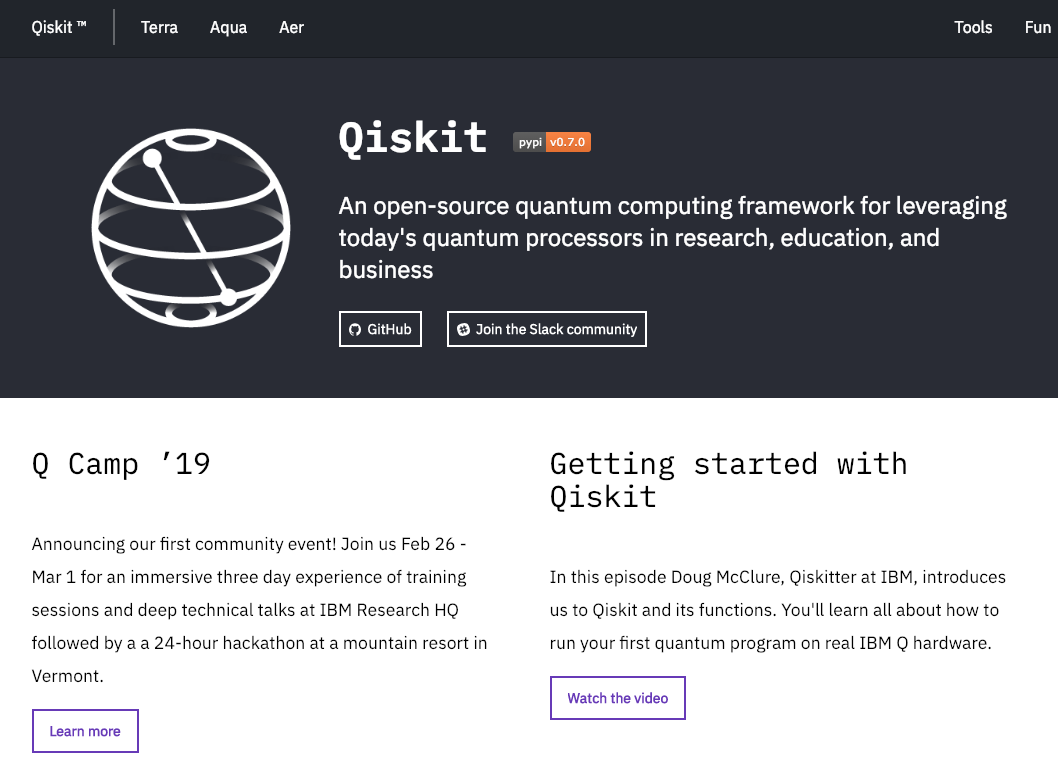 Qiskit ™ Terra Aqua Aer Tools Fun
Qiskit pypi v0.7.0
An open-source quantum computing framework for leveraging
today's quantum processors in research, education, and
business
GitHub Join the Slack community
Q Camp ’19
Announcing our first community event! Join us Feb 26 -
Mar 1 for an immersive three day experience of training
sessions and deep technical talks at IBM Research HQ
followed by a a 24-hour hackathon at a mountain resort in
Vermont.
Learn more
Getting started with
Qiskit
In this episode Doug McClure, Qiskitter at IBM, introduces
us to Qiskit and its functions. You'll learn all about how to
run your first quantum program on real IBM Q hardware.
Watch the video